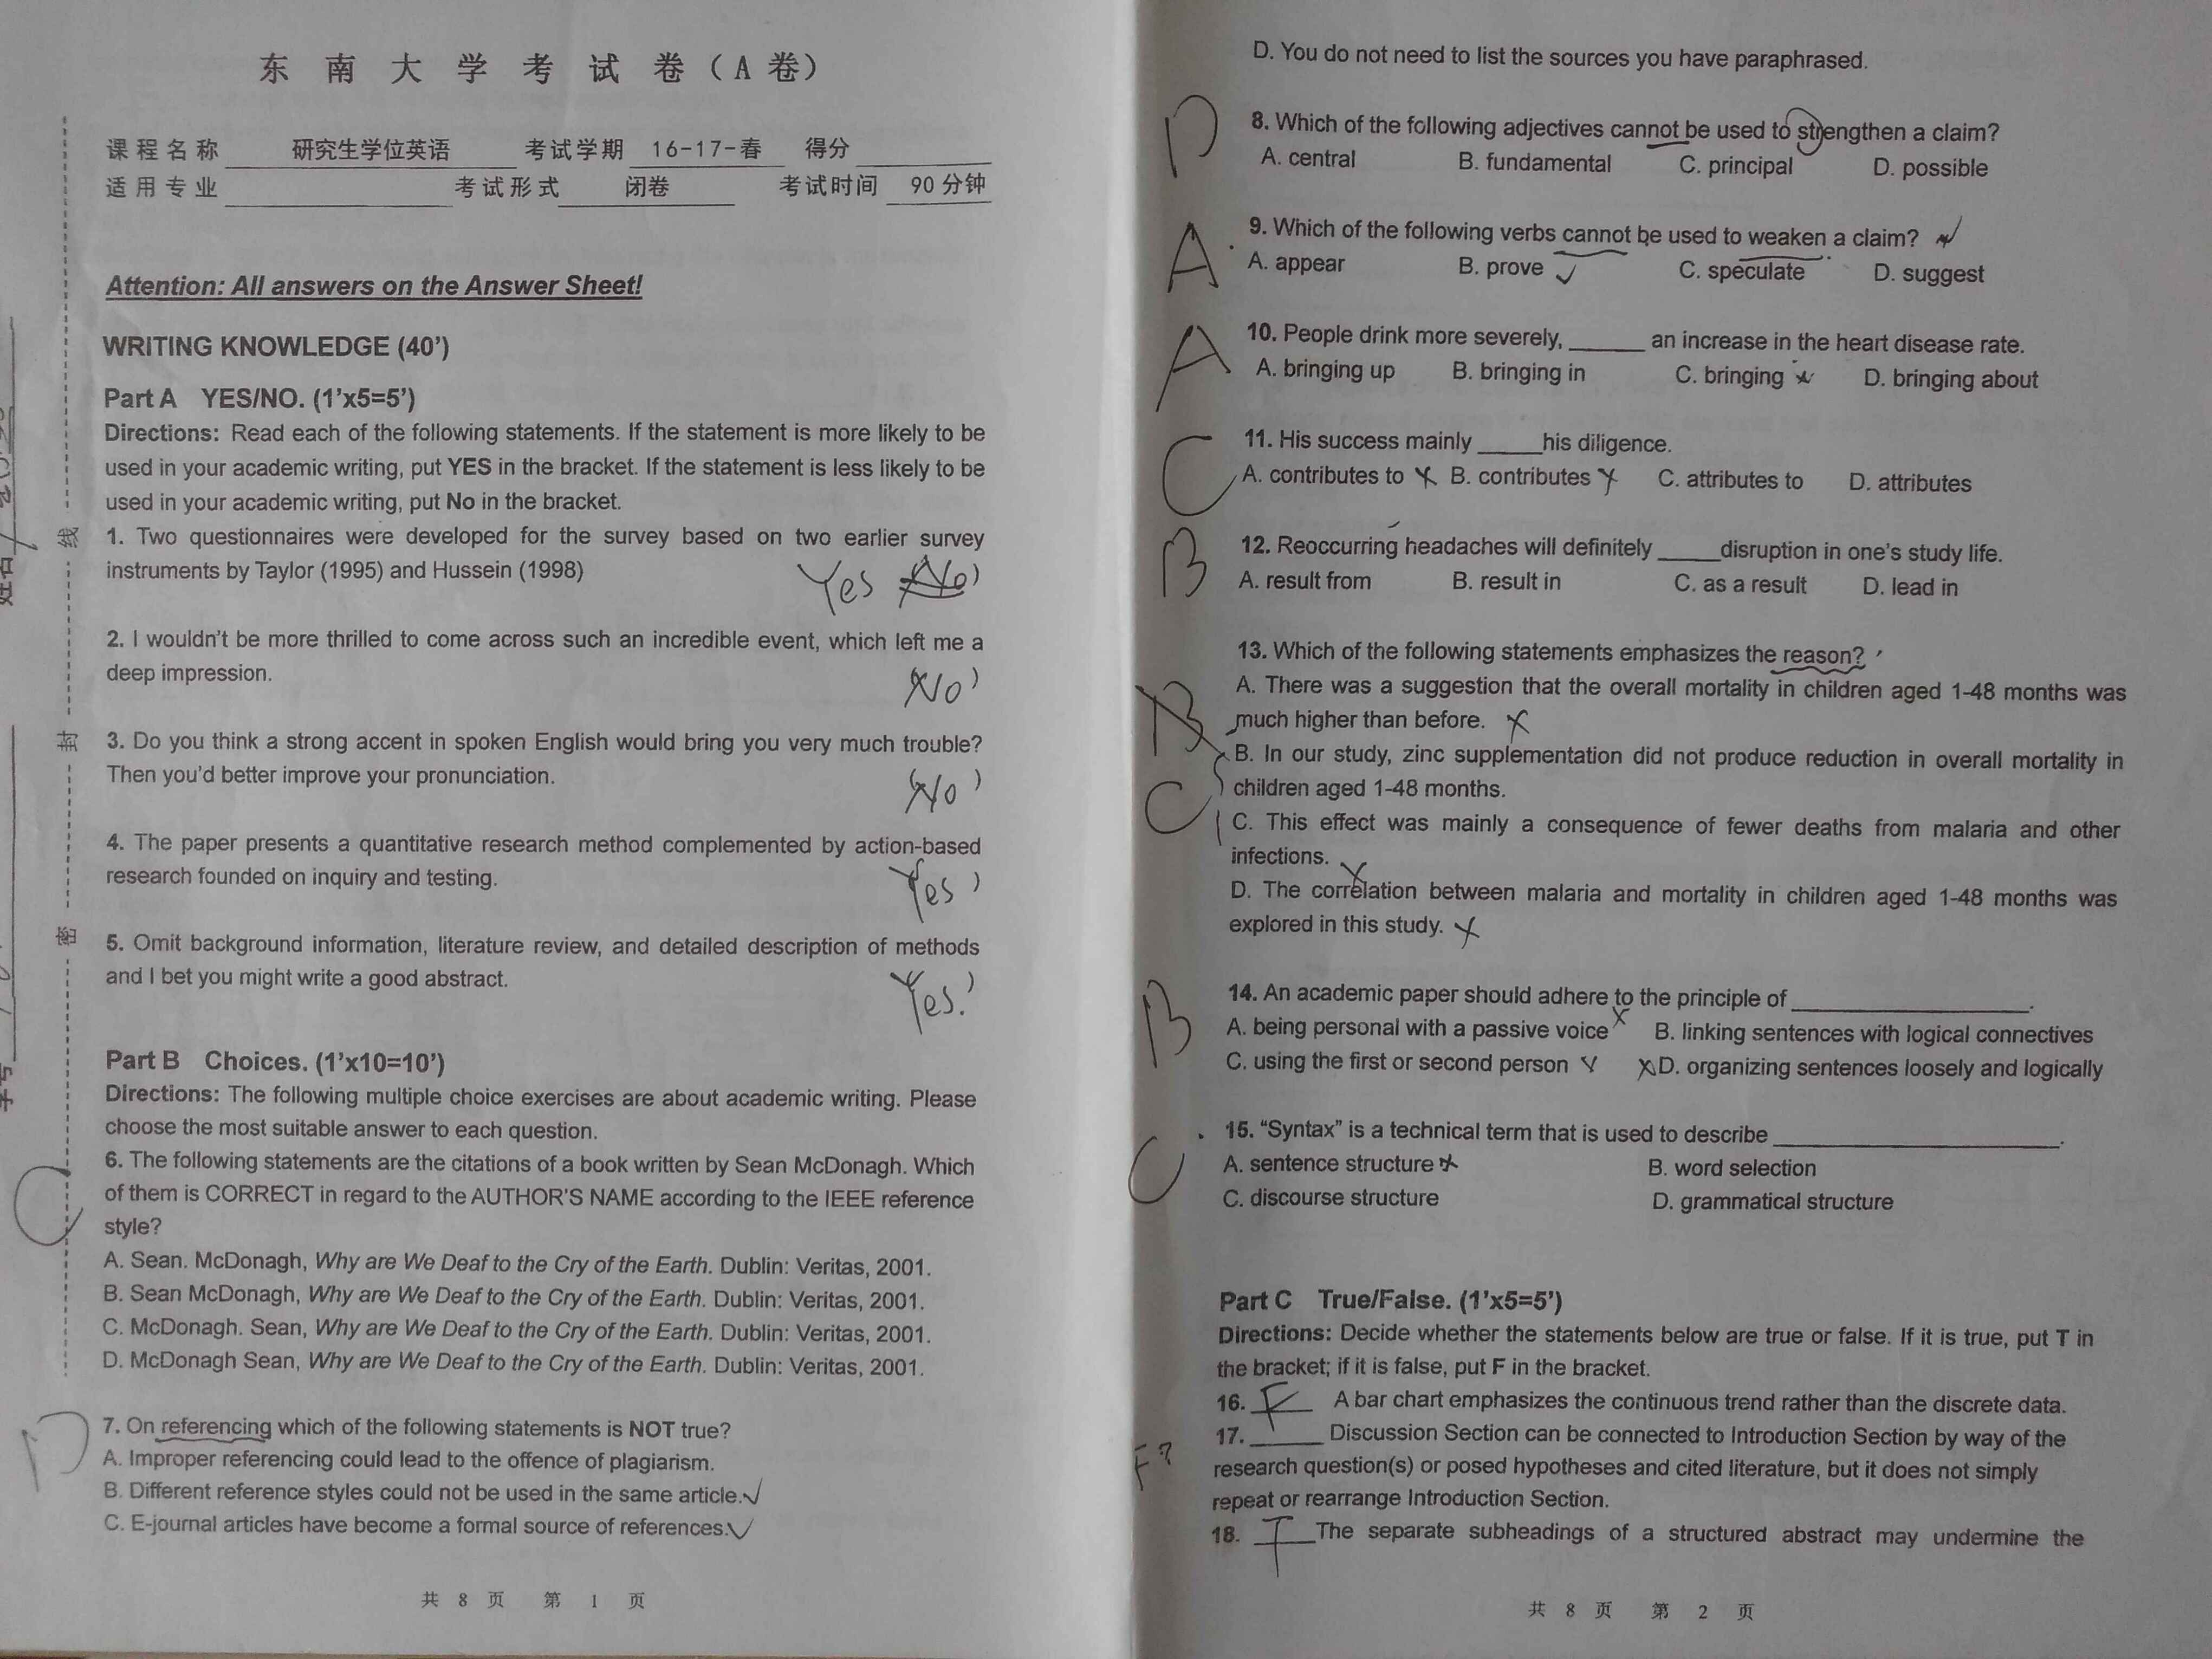 东 南 大 学 考 试 卷（A 卷）
课 程 名 称 研究生学位英语 考试学期 16-17-春 得分
适 用 专 业 考 试 形 式 闭卷 考试时间 90 分钟
Attention: All answers on the Answer Sheet!
WRITING KNOWLEDGE (40')
Part A YES/NO. (1'x5=5')
Directions: Read each of the following statements. If the statement is more likely to be
used in your academic writing, put YES in the bracket. If the statement is less likely to be
used in your academic writing, put No in the bracket.
1. Two questionnaires were developed for the survey based on two earlier survey
instruments by Taylor (1995) and Hussein (1998) Yes No )
2. I wouldn't be more thrilled to come across such an incredible event, which left me a
deep impression. No )
3. Do you think a strong accent in spoken English would bring you very much trouble?
Then you'd better improve your pronunciation. No )
4. The paper presents a quantitative research method complemented by action-based
research founded on inquiry and testing. Yes )
5. Omit background information, literature review, and detailed description of methods
and I bet you might write a good abstract. Yes. )
Part B Choices. (1'x10=10')
Directions: The following multiple choice exercises are about academic writing. Please
choose the most suitable answer to each question.
C 6. The following statements are the citations of a book written by Sean McDonagh. Which
of them is CORRECT in regard to the AUTHOR'S NAME according to the IEEE reference
style?
A. Sean. McDonagh, Why are We Deaf to the Cry of the Earth. Dublin: Veritas, 2001.
B. Sean McDonagh, Why are We Deaf to the Cry of the Earth. Dublin: Veritas, 2001.
C. McDonagh. Sean, Why are We Deaf to the Cry of the Earth. Dublin: Veritas, 2001.
D. McDonagh Sean, Why are We Deaf to the Cry of the Earth. Dublin: Veritas, 2001.
D 7. On referencing which of the following statements is NOT true?
A. Improper referencing could lead to the offence of plagiarism.
B. Different reference styles could not be used in the same article.
C. E-journal articles have become a formal source of references.
共 8 页 第 1 页
线
封
密
姓名
学号
D. You do not need to list the sources you have paraphrased.
D 8. Which of the following adjectives cannot be used to strengthen a claim?
A. central B. fundamental C. principal D. possible
A 9. Which of the following verbs cannot be used to weaken a claim?
A. appear B. prove C. speculate D. suggest
A 10. People drink more severely, ______ an increase in the heart disease rate.
A. bringing up B. bringing in C. bringing D. bringing about
C 11. His success mainly _____his diligence.
A. contributes to B. contributes C. attributes to D. attributes
B 12. Reoccurring headaches will definitely _____disruption in one's study life.
A. result from B. result in C. as a result D. lead in
B C 13. Which of the following statements emphasizes the reason?
A. There was a suggestion that the overall mortality in children aged 1-48 months was
much higher than before.
B. In our study, zinc supplementation did not produce reduction in overall mortality in
children aged 1-48 months.
C. This effect was mainly a consequence of fewer deaths from malaria and other
infections.
D. The correlation between malaria and mortality in children aged 1-48 months was
explored in this study.
B 14. An academic paper should adhere to the principle of ___________________.
A. being personal with a passive voice B. linking sentences with logical connectives
C. using the first or second person D. organizing sentences loosely and logically
C 15. “Syntax” is a technical term that is used to describe _______________________.
A. sentence structure B. word selection
C. discourse structure D. grammatical structure
Part C True/False. (1'x5=5')
Directions: Decide whether the statements below are true or false. If it is true, put T in
the bracket; if it is false, put F in the bracket.
16. F A bar chart emphasizes the continuous trend rather than the discrete data.
F? 17. ______ Discussion Section can be connected to Introduction Section by way of the
research question(s) or posed hypotheses and cited literature, but it does not simply
repeat or rearrange Introduction Section.
18. T The separate subheadings of a structured abstract may undermine the
共 8 页 第 2 页